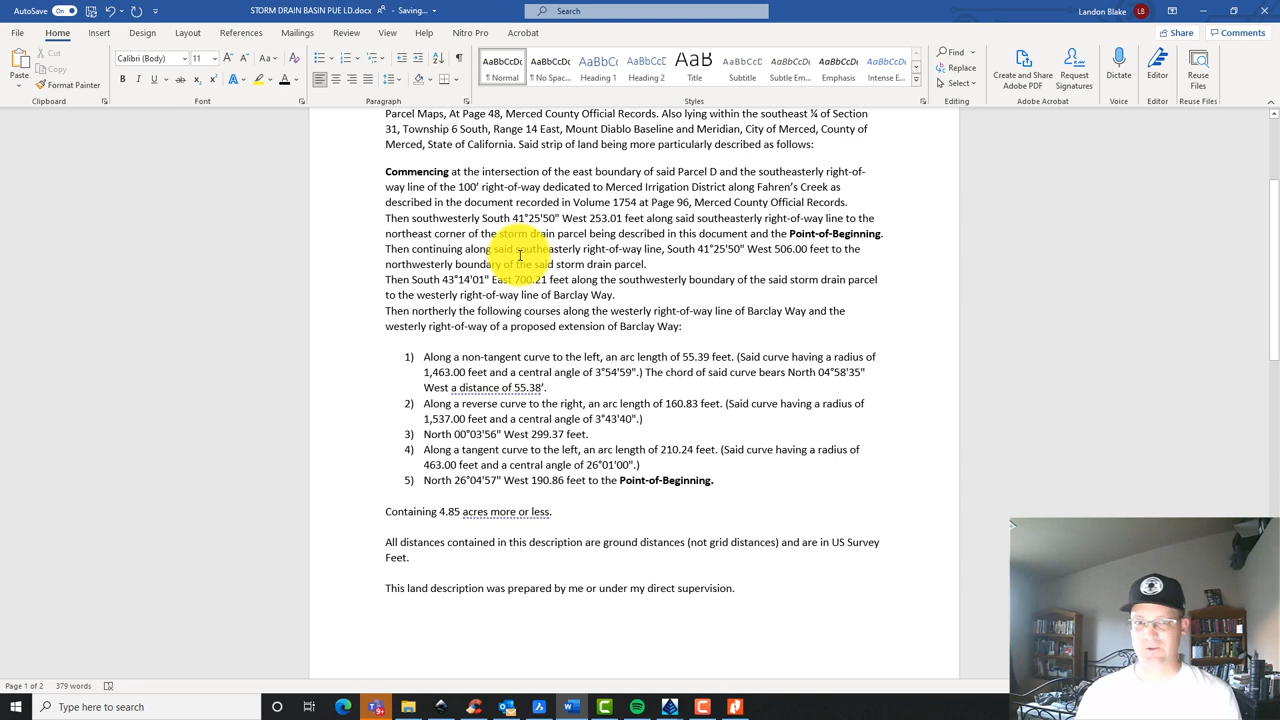 AutoSave
On
STORM DRAIN BASIN PUE LD.docx • Saving...
Search
Landon Blake
LB
File
Home
Insert
Design
Layout
References
Mailings
Review
View
Help
Nitro Pro
Acrobat
Share
Comments
Paste
Cut
Copy
Format Painter
Clipboard
Calibri (Body)
11
Font
Paragraph
AaBbCcDc
¶ Normal
AaBbCcDc
¶ No Spac...
AaBbCc
Heading 1
AaBbCcC
Heading 2
AaB
Title
AaBbCcC
Subtitle
AaBbCcDc
Subtle Em...
AaBbCcDc
Emphasis
AaBbCcDc
Intense E...
Styles
Find
Replace
Select
Editing
Create and Share
Adobe PDF
Request
Signatures
Adobe Acrobat
Dictate
Voice
Editor
Editor
Reuse
Files
Reuse Files
Parcel Maps, At Page 48, Merced County Official Records. Also lying within the southeast ¼ of Section
31, Township 6 South, Range 14 East, Mount Diablo Baseline and Meridian, City of Merced, County of
Merced, State of California. Said strip of land being more particularly described as follows:
Commencing at the intersection of the east boundary of said Parcel D and the southeasterly right-of-
way line of the 100’ right-of-way dedicated to Merced Irrigation District along Fahren’s Creek as
described in the document recorded in Volume 1754 at Page 96, Merced County Official Records.
Then southwesterly South 41°25'50" West 253.01 feet along said southeasterly right-of-way line to the
northeast corner of the storm drain parcel being described in this document and the Point-of-Beginning.
Then continuing along said southeasterly right-of-way line, South 41°25'50" West 506.00 feet to the
northwesterly boundary of the said storm drain parcel.
Then South 43°14'01" East 700.21 feet along the southwesterly boundary of the said storm drain parcel
to the westerly right-of-way line of Barclay Way.
Then northerly the following courses along the westerly right-of-way line of Barclay Way and the
westerly right-of-way of a proposed extension of Barclay Way:
1) Along a non-tangent curve to the left, an arc length of 55.39 feet. (Said curve having a radius of
1,463.00 feet and a central angle of 3°54'59".) The chord of said curve bears North 04°58'35"
West a distance of 55.38’.
2) Along a reverse curve to the right, an arc length of 160.83 feet. (Said curve having a radius of
1,537.00 feet and a central angle of 3°43'40".)
3) North 00°03'56" West 299.37 feet.
4) Along a tangent curve to the left, an arc length of 210.24 feet. (Said curve having a radius of
463.00 feet and a central angle of 26°01'00".)
5) North 26°04'57" West 190.86 feet to the Point-of-Beginning.
Containing 4.85 acres more or less.
All distances contained in this description are ground distances (not grid distances) and are in US Survey
Feet.
This land description was prepared by me or under my direct supervision.
Page 1 of 2
379 words
Type here to search